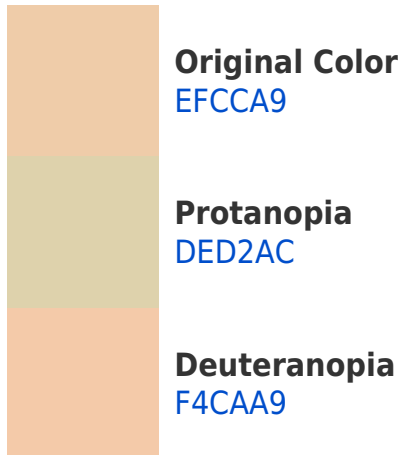 Original Color
EFCCA9
Protanopia
DED2AC
Deuteranopia
F4CAA9